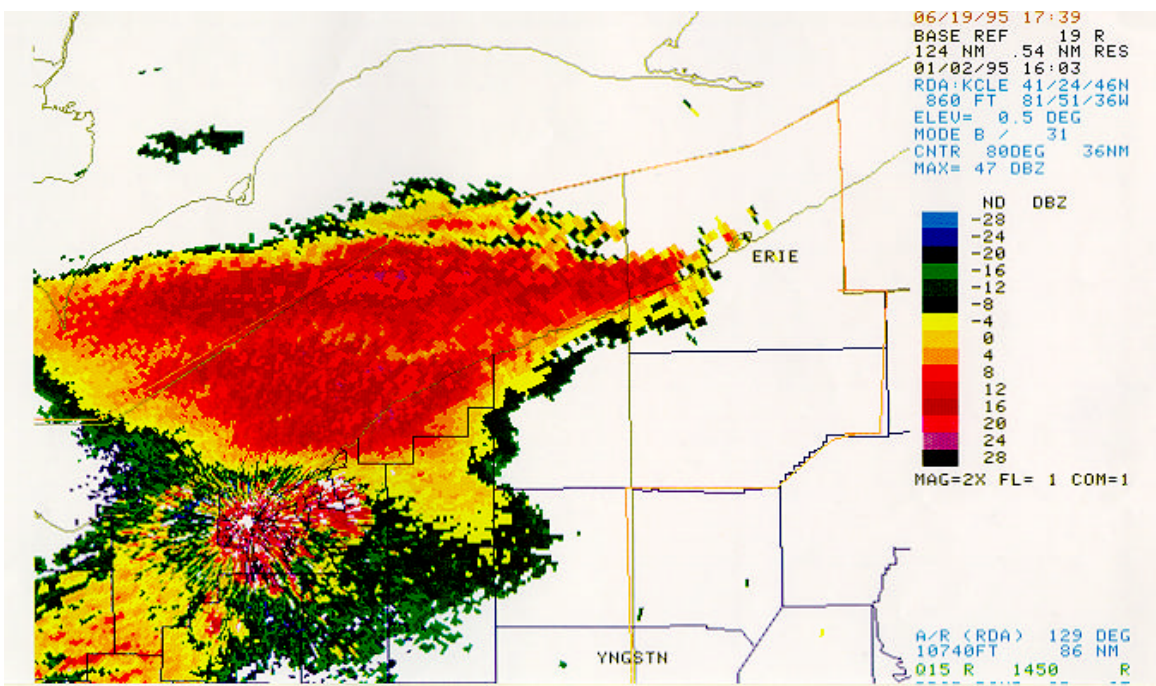 06/19/95 17:39
BASE REF 19 R
124 NM .54 NM RES
01/02/95 16:03
RDA:KCLE 41/24/46N
860 FT 81/51/36W
ELEV= 0.5 DEG
MODE B / 31
CNTR 80DEG 36NM
MAX= 47 DBZ
ND DBZ
-28
-24
-20
-16
-12
-8
-4
0
4
8
12
16
20
24
28
MAG=2X FL= 1 COM=1
ERIE
YNGSTN
A/R (RDA) 129 DEG
10740FT 86 NM
Q15 R 1450 R